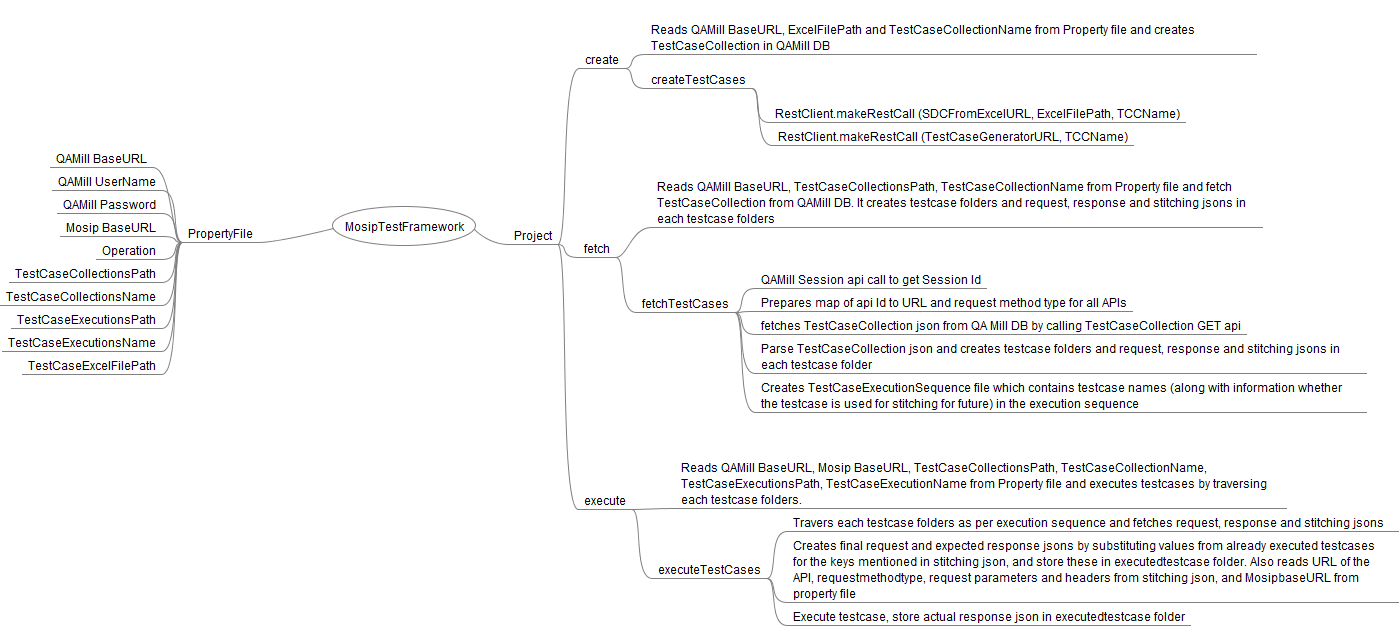 MosipTestFramework
PropertyFile
QAMill BaseURL
QAMill UserName
QAMill Password
Mosip BaseURL
Operation
TestCaseCollectionsPath
TestCaseCollectionsName
TestCaseExecutionsPath
TestCaseExecutionsName
TestCaseExcelFilePath
Project
create
Reads QAMill BaseURL, ExcelFilePath and TestCaseCollectionName from Property file and creates
TestCaseCollection in QAMill DB
createTestCases
RestClient.makeRestCall (SDCFromExcelURL, ExcelFilePath, TCCName)
RestClient.makeRestCall (TestCaseGeneratorURL, TCCName)
fetch
Reads QAMill BaseURL, TestCaseCollectionsPath, TestCaseCollectionName from Property file and fetch
TestCaseCollection from QAMill DB. It creates testcase folders and request, response and stitching jsons in
each testcase folders
fetchTestCases
QAMill Session api call to get Session Id
Prepares map of api Id to URL and request method type for all APIs
fetches TestCaseCollection json from QA Mill DB by calling TestCaseCollection GET api
Parse TestCaseCollection json and creates testcase folders and request, response and stitching jsons in
each testcase folder
Creates TestCaseExecutionSequence file which contains testcase names (along with information whether
the testcase is used for stitching for future) in the execution sequence
execute
Reads QAMill BaseURL, Mosip BaseURL, TestCaseCollectionsPath, TestCaseCollectionName,
TestCaseExecutionsPath, TestCaseExecutionName from Property file and executes testcases by traversing
each testcase folders.
executeTestCases
Travers each testcase folders as per execution sequence and fetches request, response and stitching jsons
Creates final request and expected response jsons by substituting values from already executed testcases
for the keys mentioned in stitching json, and store these in executedtestcase folder. Also reads URL of the
API, requestmethodtype, request parameters and headers from stitching json, and MosipbaseURL from
property file
Execute testcase, store actual response json in executedtestcase folder